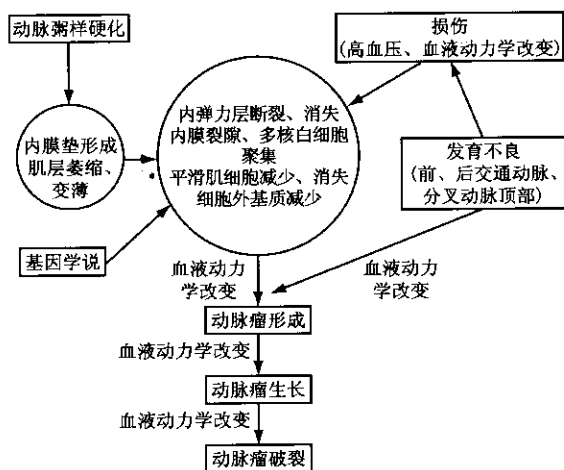 动脉粥样硬化
损伤
(高血压、血液动力学改变)
内弹力层断裂、消失
内膜裂隙、多核白细胞
聚集
平滑肌细胞减少、消失
细胞外基质减少
内膜垫形成
肌层萎缩、
变薄
发育不良
(前、后交通动脉、
分叉动脉顶部)
基因学说
血液动力
学改变
血液动力
学改变
动脉瘤形成
血液动力学改变
动脉瘤生长
血液动力学改变
动脉瘤破裂